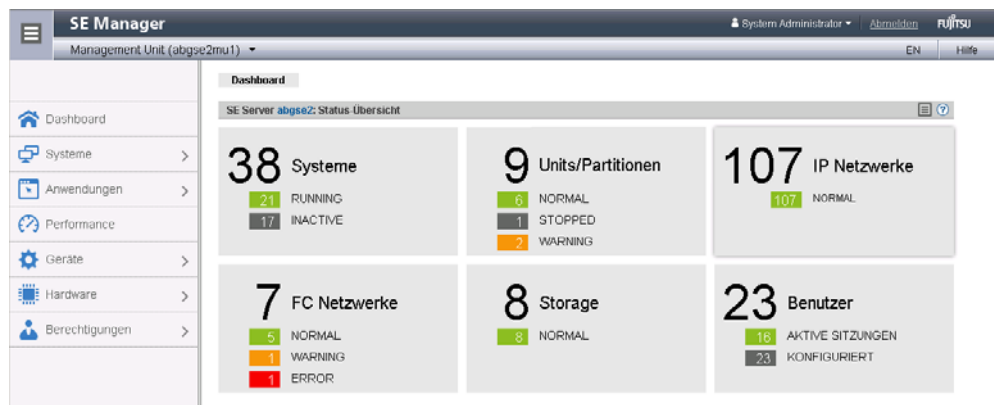 SE Manager
System Administrator
Abmelden
FUJITSU
Management Unit (abgse2mu1)
EN
Hilfe
Dashboard
Systeme
Anwendungen
Performance
Geräte
Hardware
Berechtigungen
Dashboard
SE Server abgse2: Status-Übersicht
38 Systeme
21 RUNNING
17 INACTIVE
9 Units/Partitionen
6 NORMAL
1 STOPPED
2 WARNING
107 IP Netzwerke
107 NORMAL
7 FC Netzwerke
5 NORMAL
1 WARNING
1 ERROR
8 Storage
8 NORMAL
23 Benutzer
16 AKTIVE SITZUNGEN
23 KONFIGURIERT